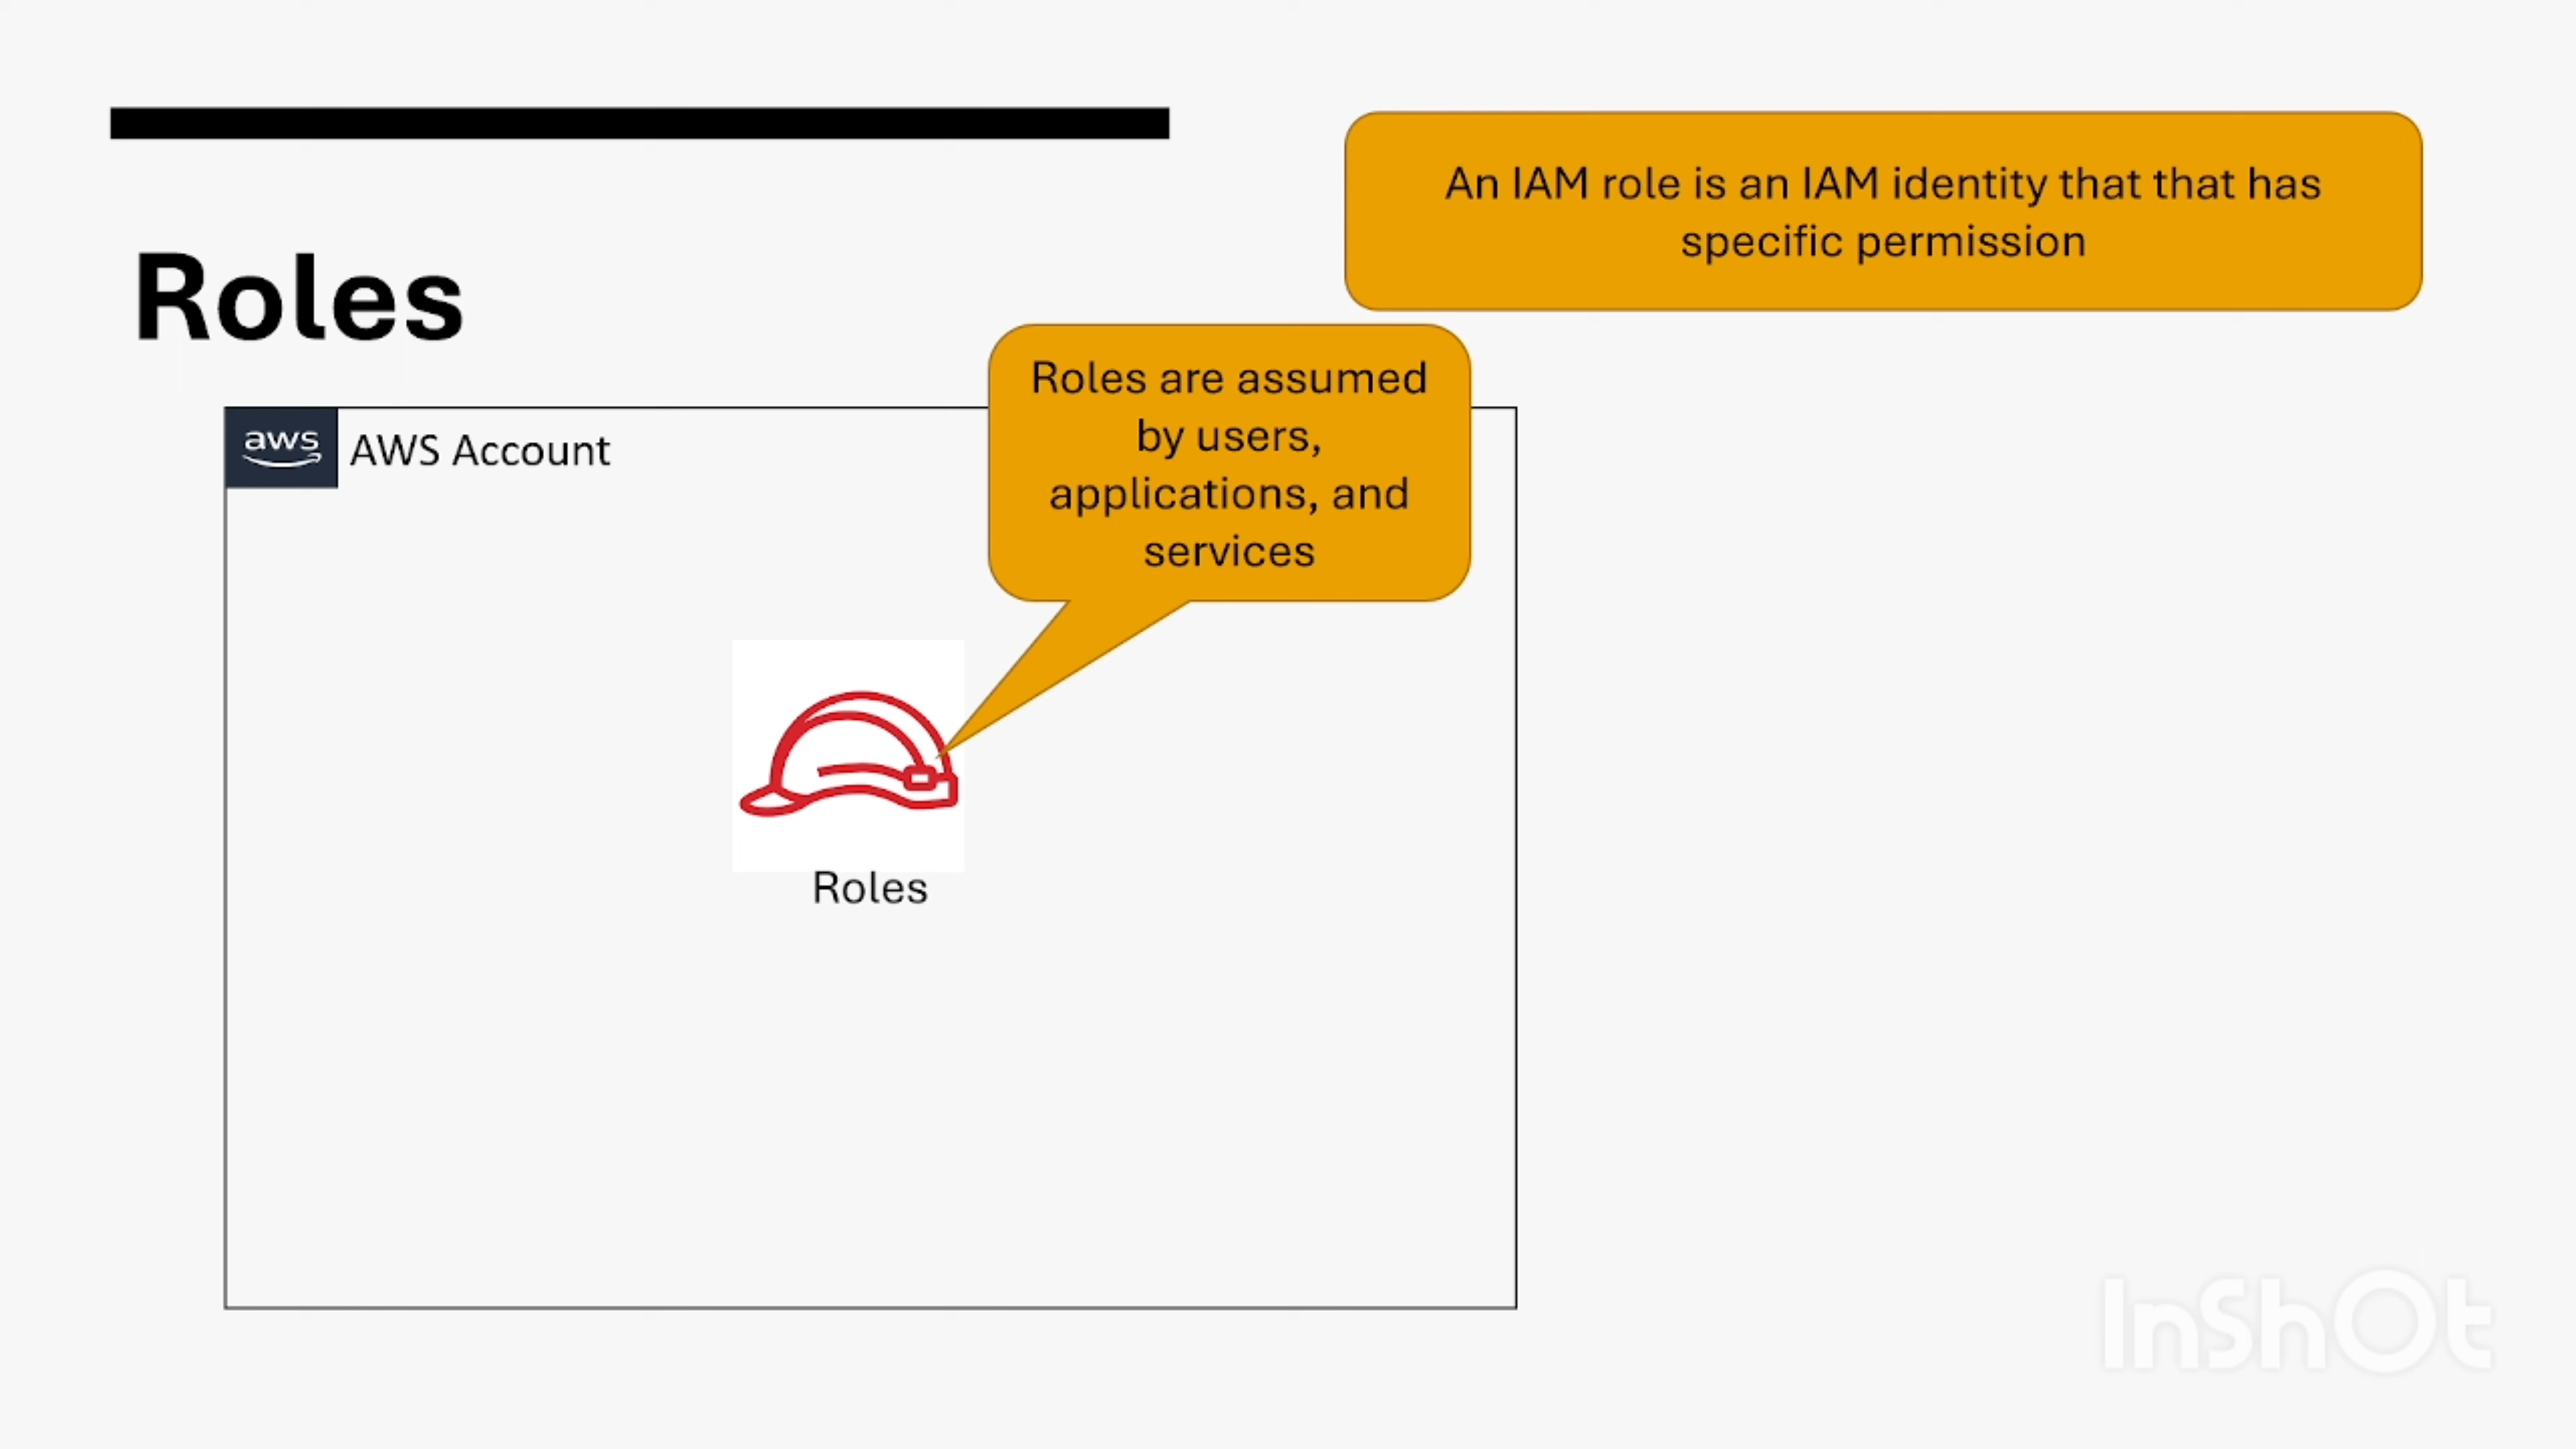 An IAM role is an IAM identity that that has
specific permission
Roles
Roles are assumed
by users,
applications, and
services
aws
AWS Account
Roles
InShOt